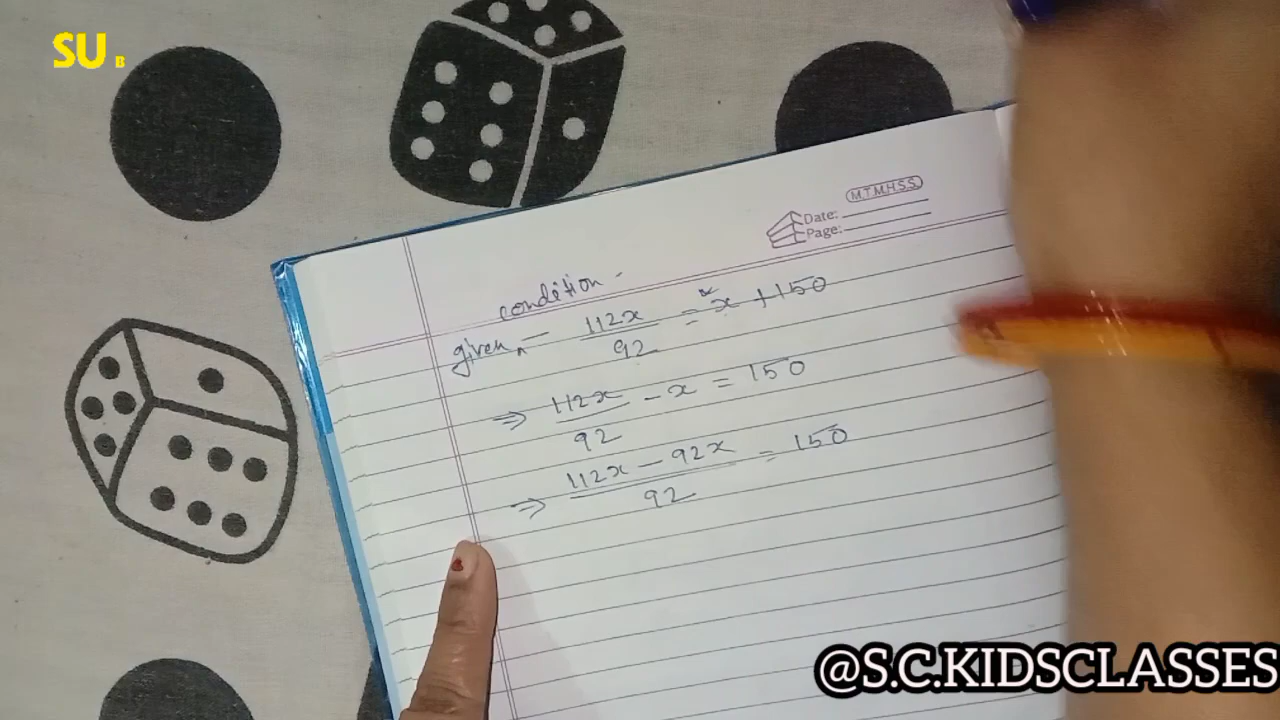 SU B
M.T.M.H.S.S.
Date:
Page:
condition -
given - 112x/92 = x + 150
⇒ 112x/92 - x = 150
⇒ 112x - 92x/92 = 150
@S.C.KIDSCLASSES